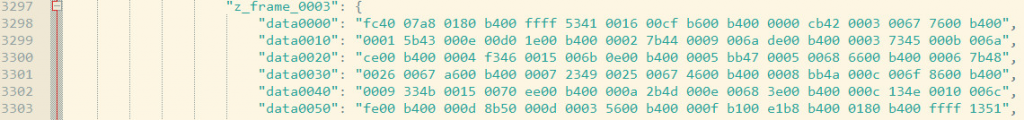 3297 "z_frame_0003": {
3298 "data0000": "fc40 07a8 0180 b400 ffff 5341 0016 00cf b600 b400 0000 cb42 0003 0067 7600 b400",
3299 "data0010": "0001 5b43 000e 00d0 1e00 b400 0002 7b44 0009 006a de00 b400 0003 7345 000b 006a",
3300 "data0020": "ce00 b400 0004 f346 0015 006b 0e00 b400 0005 bb47 0005 0068 6600 b400 0006 7b48",
3301 "data0030": "0026 0067 a600 b400 0007 2349 0025 0067 4600 b400 0008 bb4a 000c 006f 8600 b400",
3302 "data0040": "0009 334b 0015 0070 ee00 b400 000a 2b4d 000e 0068 3e00 b400 000c 134e 0010 006c",
3303 "data0050": "fe00 b400 000d 8b50 000d 0003 5600 b400 000f b100 e1b8 b400 0180 b400 ffff 1351",